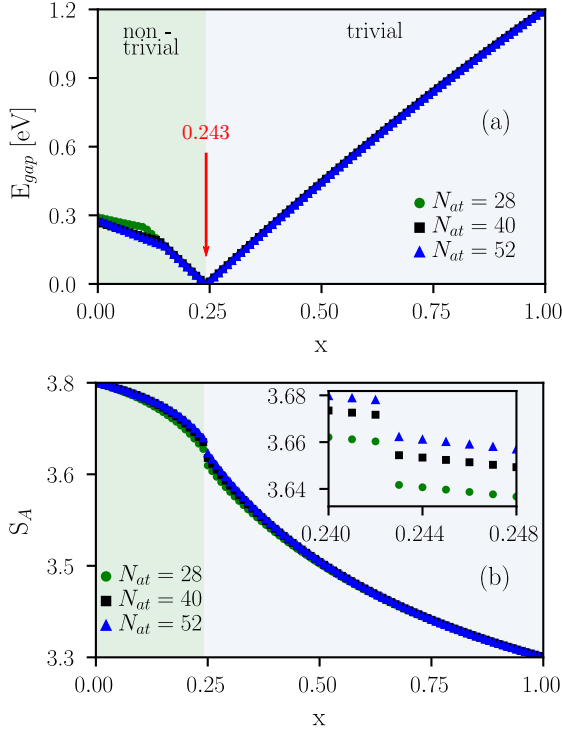 1.2
0.9
0.6
0.3
0.0
E_gap [eV]
non -
trivial
trivial
0.243
(a)
N_at = 28
N_at = 40
N_at = 52
0.00 0.25 0.50 0.75 1.00
x
3.8
3.6
3.5
3.3
S_A
3.68
3.66
3.64
0.240 0.244 0.248
N_at = 28
N_at = 40
N_at = 52
(b)
0.00 0.25 0.50 0.75 1.00
x